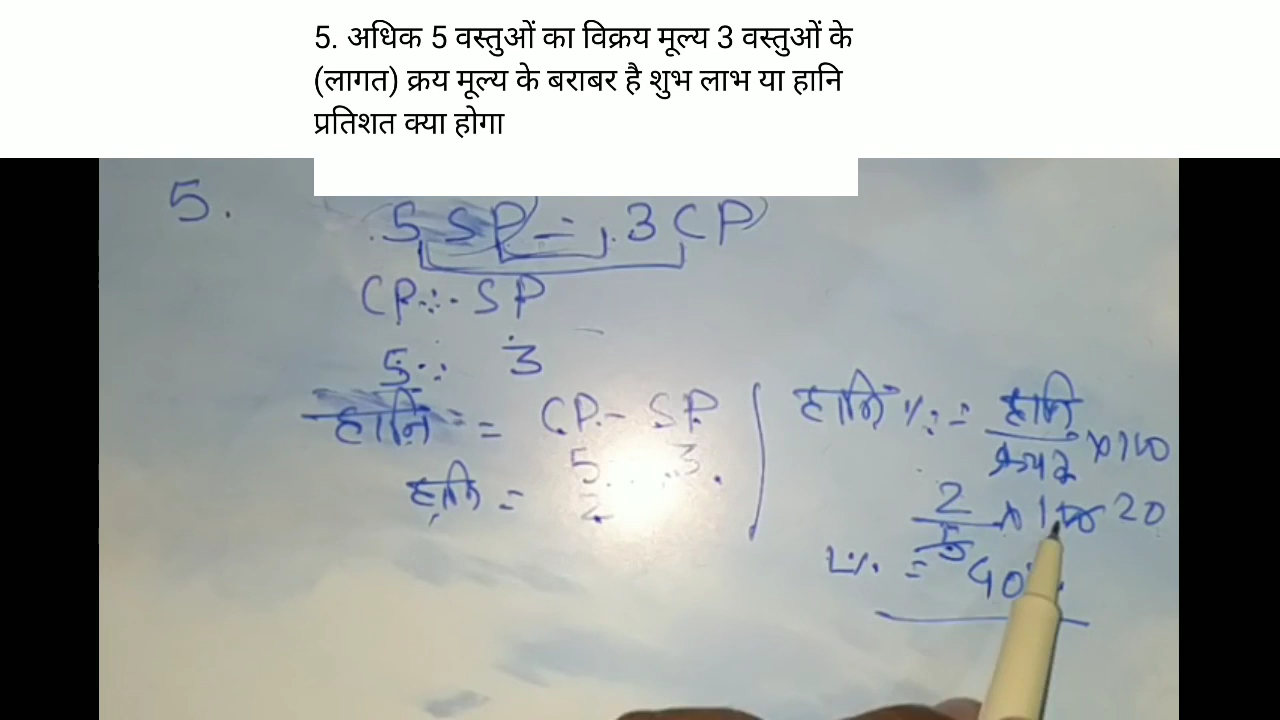 5. अधिक 5 वस्तुओं का विक्रय मूल्य 3 वस्तुओं के
(लागत) क्रय मूल्य के बराबर है शुभ लाभ या हानि
प्रतिशत क्या होगा
5.
5 SP = 3 CP
CP : SP
5 : 3
हानि = CP - SP
5 3
हानि = 2
हानि % = हानि × 100
2 × 100 20
5
L% = 40%